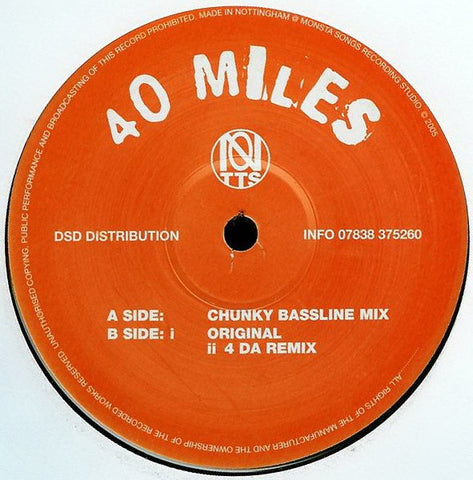 40 MILES
NO
TTS
DSD DISTRIBUTION
INFO 07838 375260
A SIDE: CHUNKY BASSLINE MIX
B SIDE: i ORIGINAL
ii 4 DA REMIX
ALL RIGHTS OF THE MANUFACTURER AND THE OWNERSHIP OF THE RECORDED WORKS RESERVED. UNAUTHORISED COPYING. PUBLIC PERFORMANCE AND BROADCASTING OF THIS RECORD PROHIBITED. MADE IN NOTTINGHAM @ MONSTA SONGS RECORDING STUDIO. © 2005